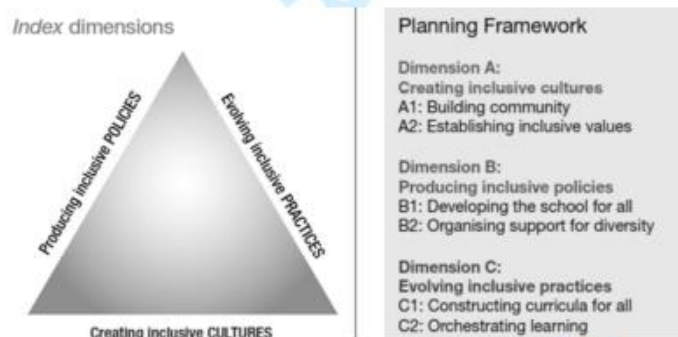 Index dimensions
Producing inclusive POLICIES
Evolving inclusive PRACTICES
Creating inclusive CULTURES
Planning Framework
Dimension A:
Creating inclusive cultures
A1: Building community
A2: Establishing inclusive values
Dimension B:
Producing inclusive policies
B1: Developing the school for all
B2: Organising support for diversity
Dimension C:
Evolving inclusive practices
C1: Constructing curricula for all
C2: Orchestrating learning